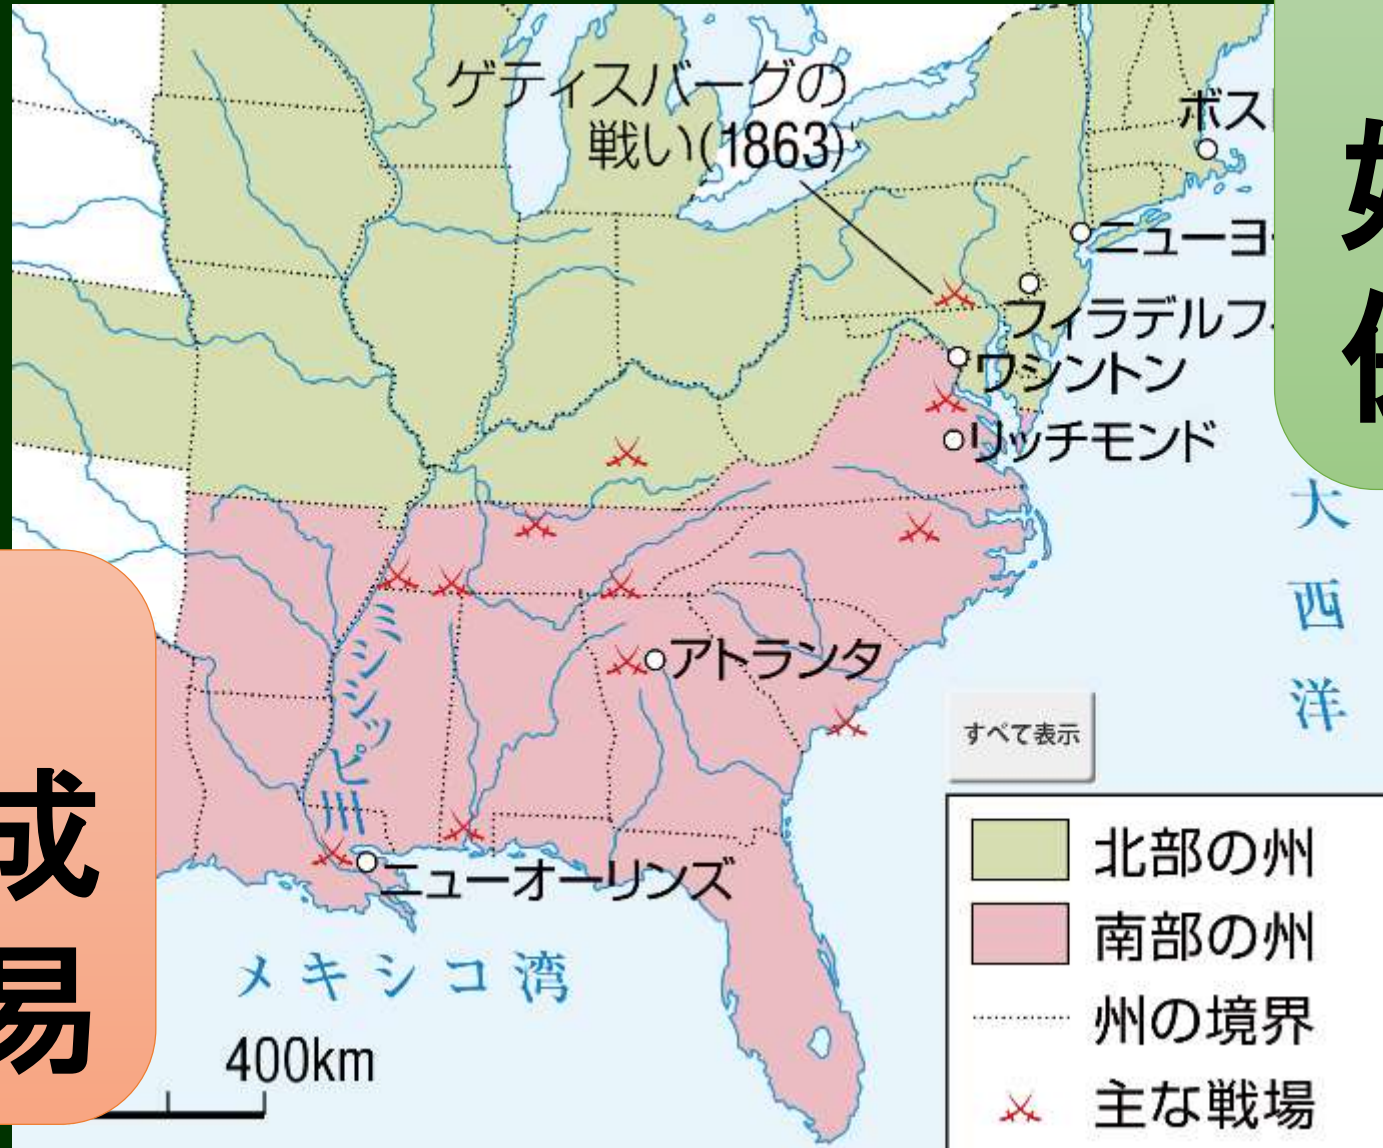 ゲティスバーグの
戦い(1863)
ボス
ニューヨ
フィラデルフ
ワシントン
リッチモンド
大西洋
ミシシッピ川
アトランタ
すべて表示
ニューオーリンズ
メキシコ湾
400km
北部の州
南部の州
州の境界
主な戦場
成
易